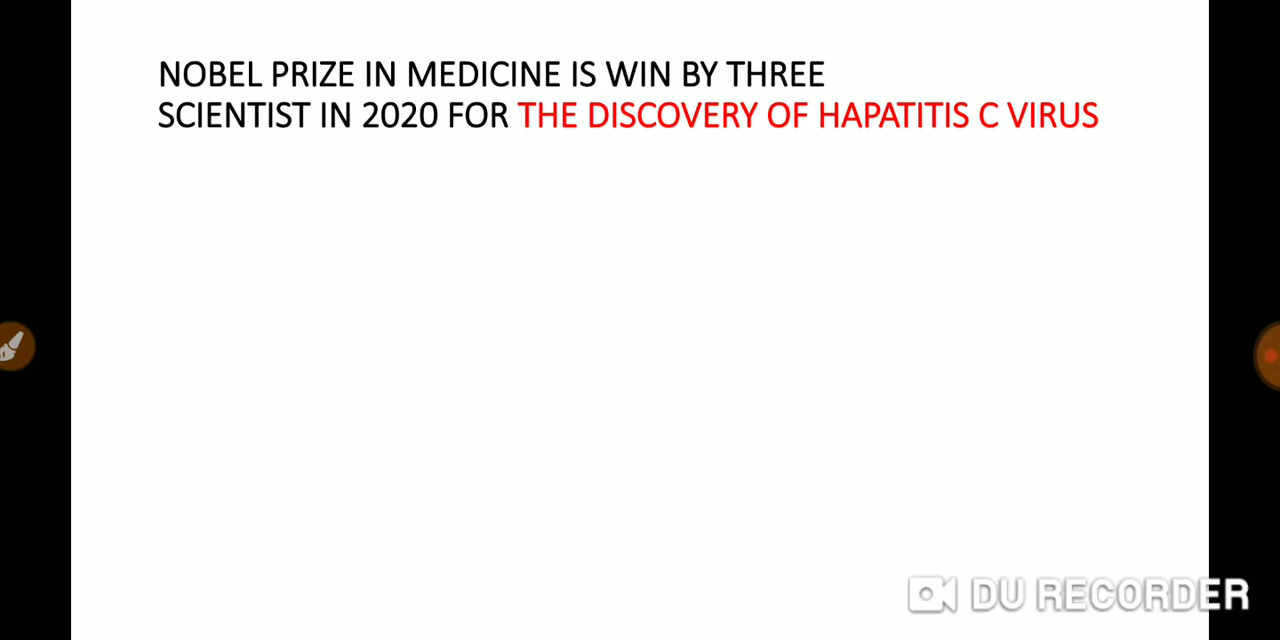 NOBEL PRIZE IN MEDICINE IS WIN BY THREE
SCIENTIST IN 2020 FOR THE DISCOVERY OF HAPATITIS C VIRUS
DU RECORDER